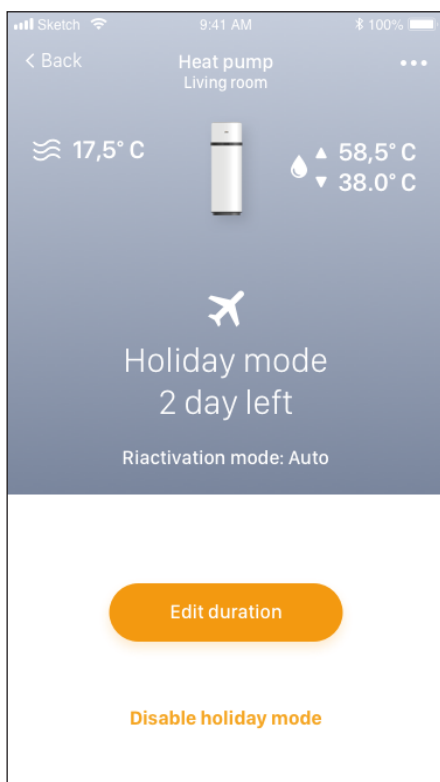 Sketch 9:41 AM 100%
< Back Heat pump
Living room
17,5° C
▲ 58,5° C
▼ 38.0° C
Holiday mode
2 day left
Riactivation mode: Auto
Edit duration
Disable holiday mode